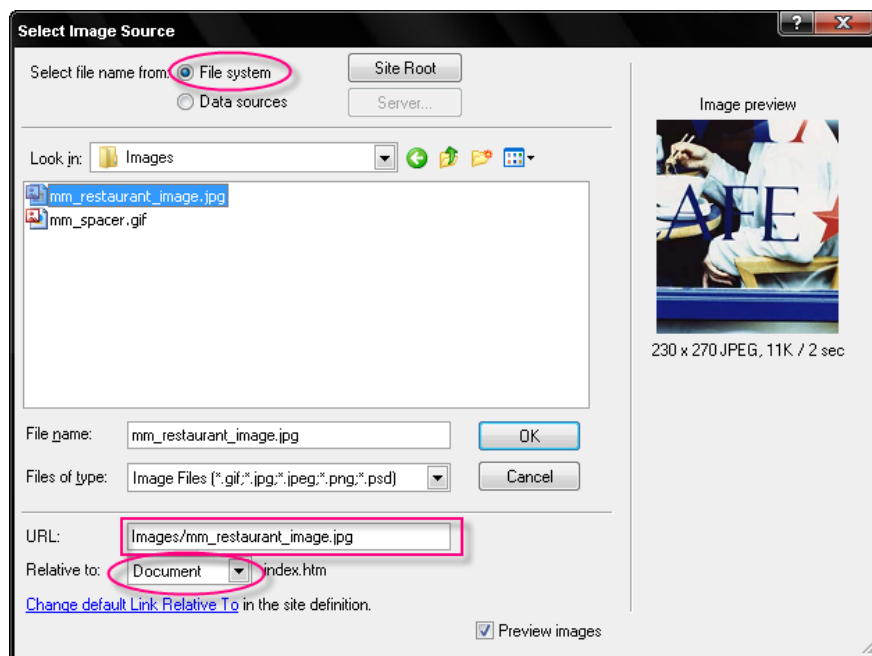 Select Image Source
Select file name from: File system
Site Root
Data sources
Server...
Image preview
Look in: Images
mm_restaurant_image.jpg
mm_spacer.gif
AFE
230 x 270 JPEG, 11K / 2 sec
File name: mm_restaurant_image.jpg
OK
Files of type: Image Files (*.gif;*.jpg;*.jpeg;*.png;*.psd)
Cancel
URL: Images/mm_restaurant_image.jpg
Relative to: Document index.htm
Change default Link Relative To in the site definition.
Preview images